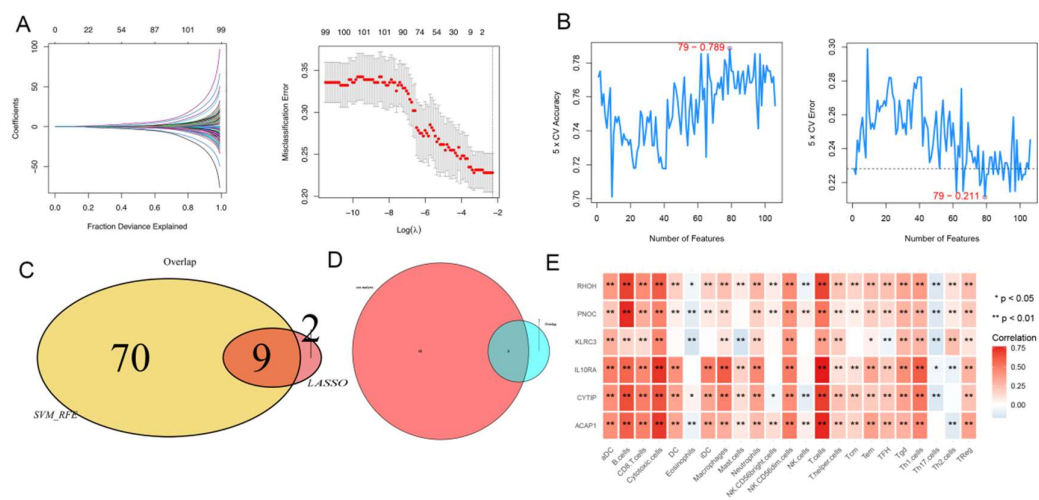 A
0 22 54 87 101 99
Coefficients
100
50
0
−50
0.0 0.2 0.4 0.6 0.8 1.0
Fraction Deviance Explained
99 100 101 101 90 74 54 30 9 2
Misclassification Error
0.35
0.30
0.25
0.20
−10 −8 −6 −4 −2
Log(λ)
B
79 − 0.789
5 x CV Accuracy
0.78
0.76
0.74
0.72
0.70
0 20 40 60 80 100
Number of Features
5 x CV Error
0.30
0.28
0.26
0.24
0.22
79 − 0.211
0 20 40 60 80 100
Number of Features
C
Overlap
70
9
2
SVM_RFE
LASSO
D
Overlap
E
RHOH
PNOC
KLRC3
IL10RA
CYTIP
ACAP1
aDC
B.cells
CD8.T.cells
Cytotoxic.cells
DC
Eosinophils
iDC
Macrophages
Mast.cells
Neutrophils
NK.CD56bright.cells
NK.CD56dim.cells
NK.cells
T.cells
T.helper.cells
Tcm
Tem
TFH
Tgd
Th1.cells
Th17.cells
Th2.cells
TReg
* p < 0.05
** p < 0.01
Correlation
0.75
0.50
0.25
0.00